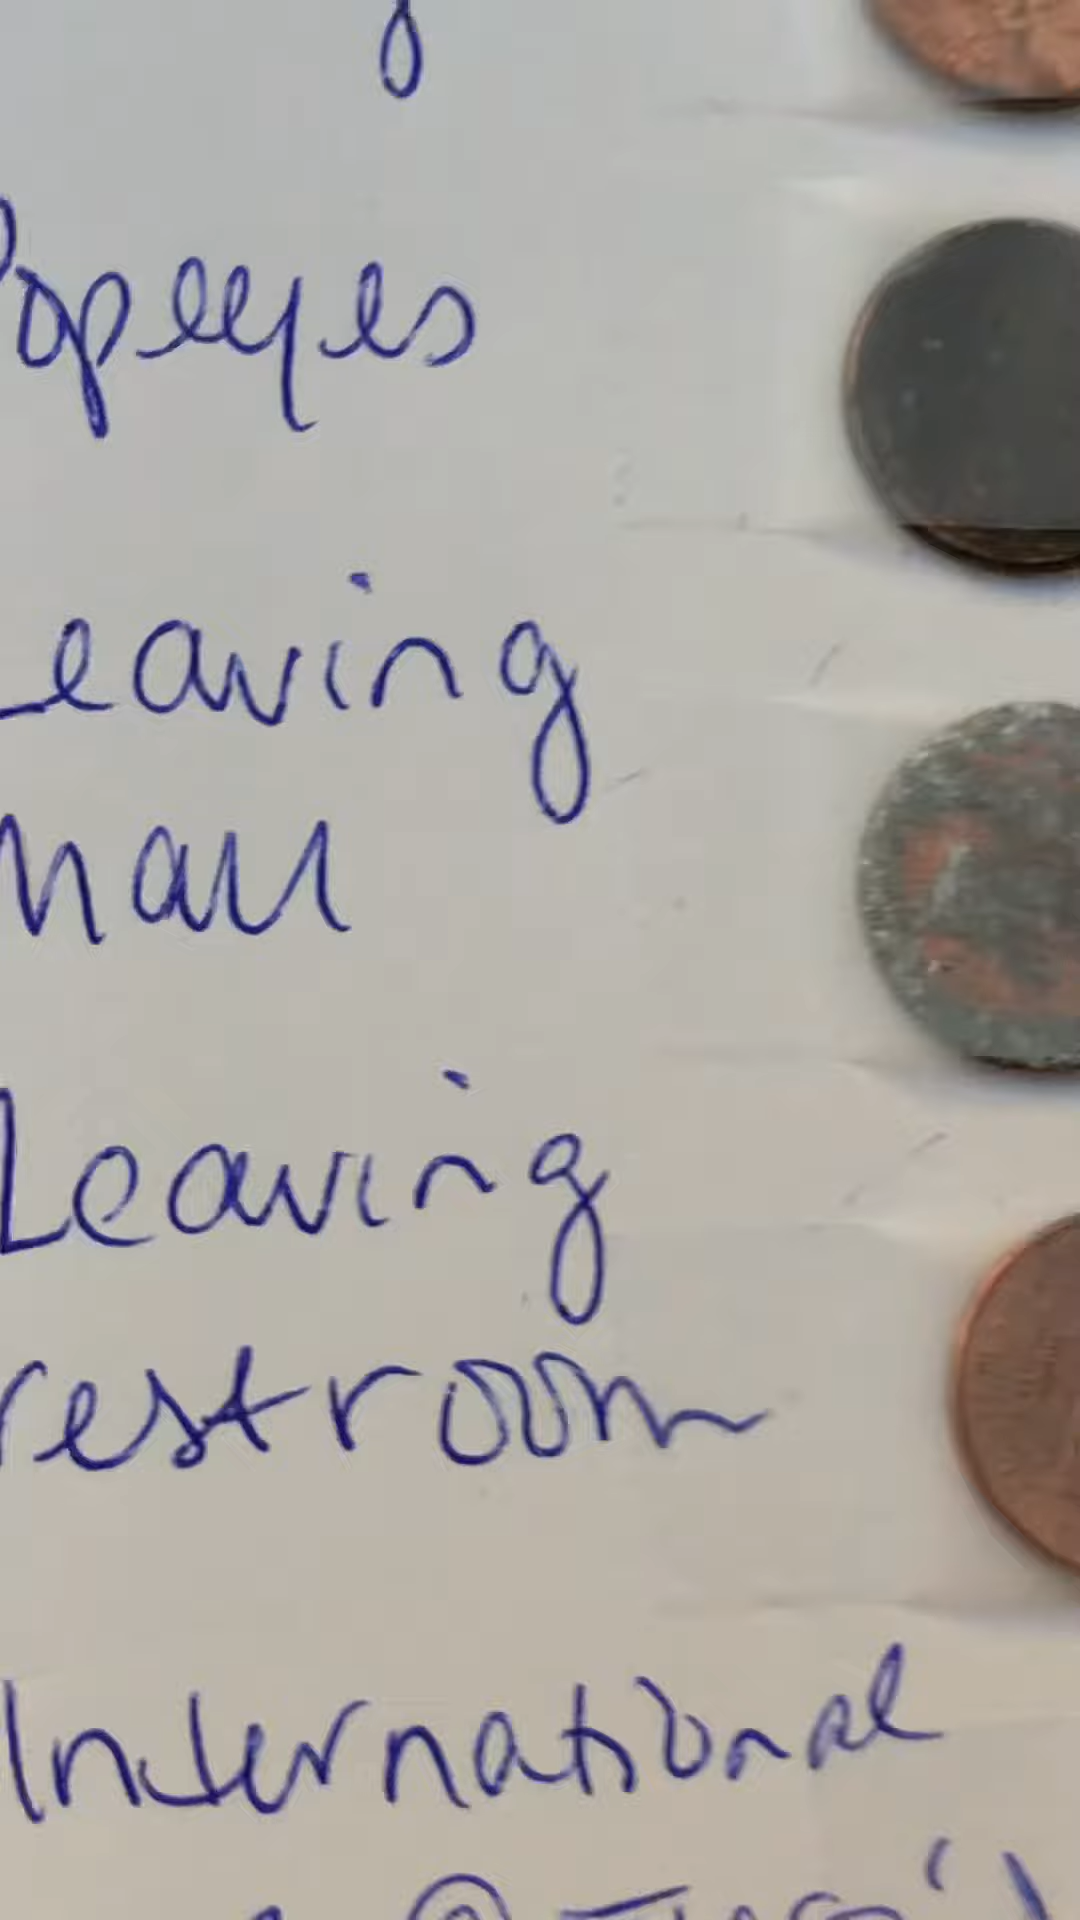 Popeyes
Leaving
mall
Leaving
restroom
International
@